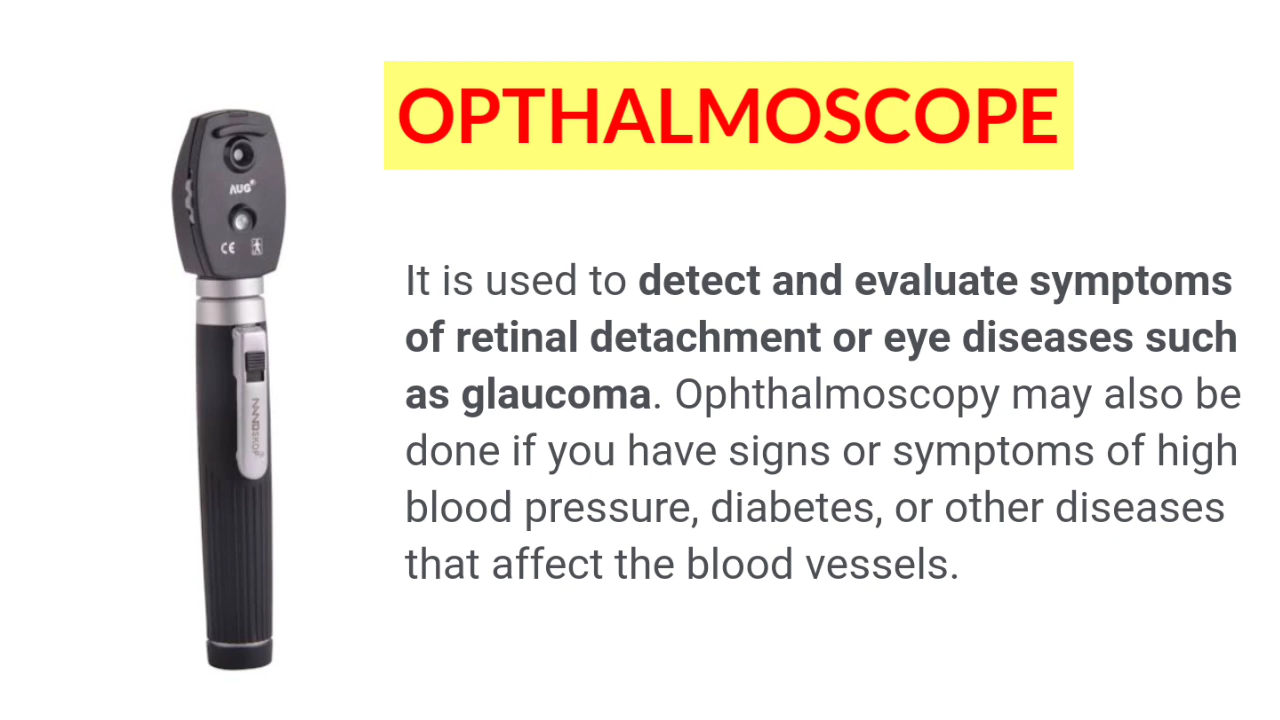 OPTHALMOSCOPE
AUG
CE
It is used to detect and evaluate symptoms
of retinal detachment or eye diseases such
as glaucoma. Ophthalmoscopy may also be
done if you have signs or symptoms of high
blood pressure, diabetes, or other diseases
that affect the blood vessels.